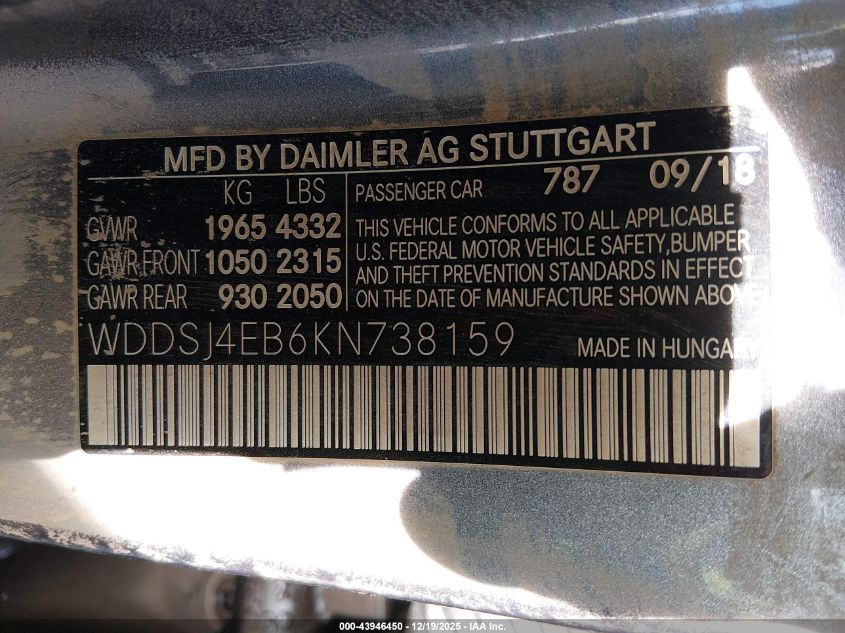 MFD BY DAIMLER AG STUTTGART
KG LBS
GVWR 1965 4332
GAWR FRONT 1050 2315
GAWR REAR 930 2050
PASSENGER CAR 787 09/18
THIS VEHICLE CONFORMS TO ALL APPLICABLE
U.S. FEDERAL MOTOR VEHICLE SAFETY, BUMPER
AND THEFT PREVENTION STANDARDS IN EFFECT
ON THE DATE OF MANUFACTURE SHOWN ABOVE
WDDSJ4EB6KN738159
MADE IN HUNGARY
000-43946450 - 12/19/2025 - IAA Inc.